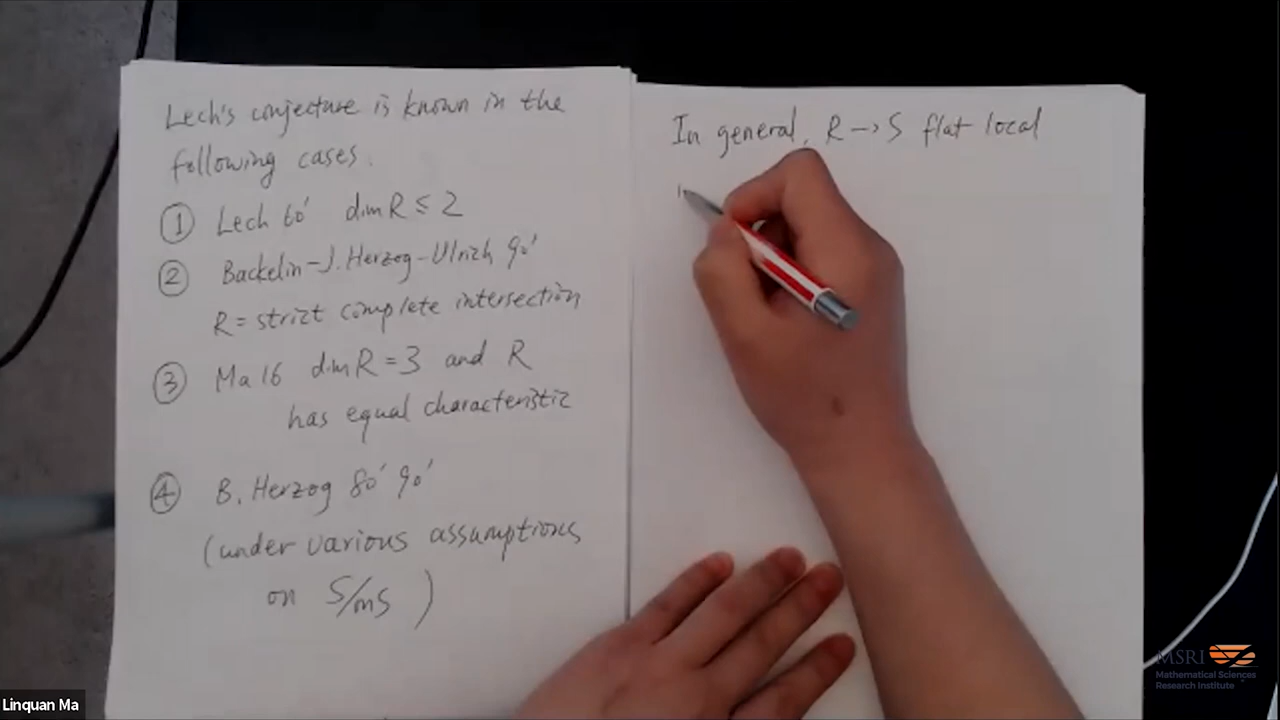 Lech's conjecture is known in the
following cases.
① Lech 60' dim R ≤ 2
② Backelin-J.Herzog-Ulrich 90'
R = strict complete intersection
③ Ma 16 dim R = 3 and R
has equal characteristic
④ B. Herzog 80' 90'
(under various assumptions
on S/mS )
In general, R → S flat local
MSRI
Mathematical Sciences
Research Institute
Linquan Ma